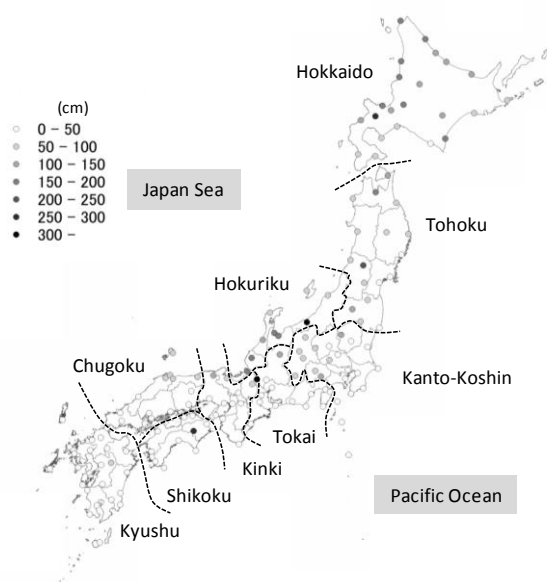 Hokkaido
(cm)
0 – 50
50 – 100
100 – 150
150 – 200
200 – 250
250 – 300
300 –
Japan Sea
Tohoku
Hokuriku
Chugoku
Kanto-Koshin
Tokai
Kinki
Shikoku
Pacific Ocean
Kyushu